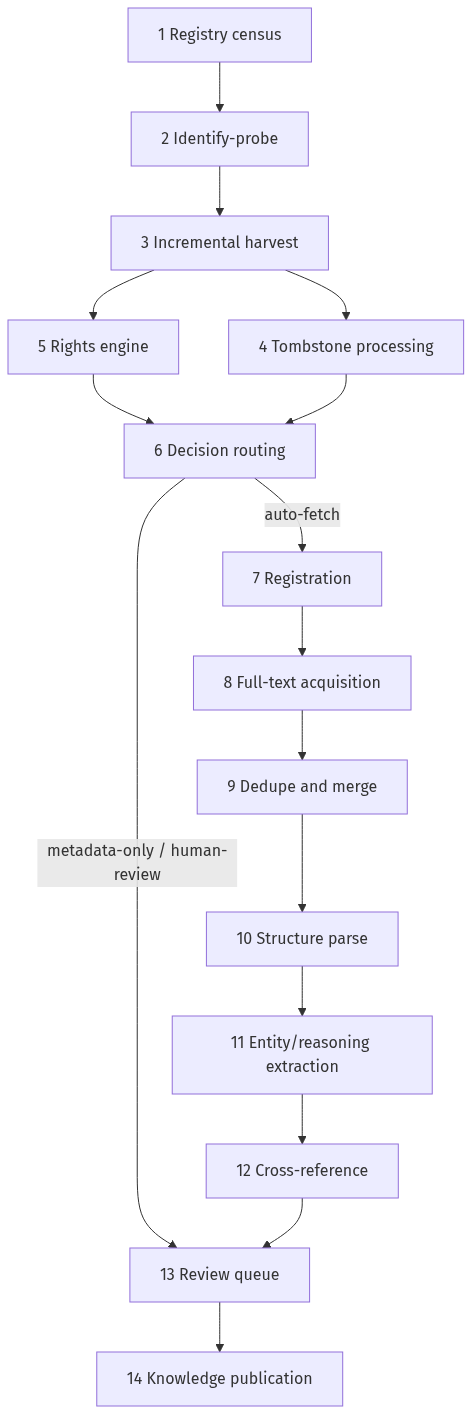 1 Registry census
2 Identify-probe
3 Incremental harvest
5 Rights engine
4 Tombstone processing
6 Decision routing
auto-fetch
7 Registration
8 Full-text acquisition
9 Dedupe and merge
metadata-only / human-
review
10 Structure parse
11 Entity/reasoning
extraction
12 Cross-reference
13 Review queue
14 Knowledge publication